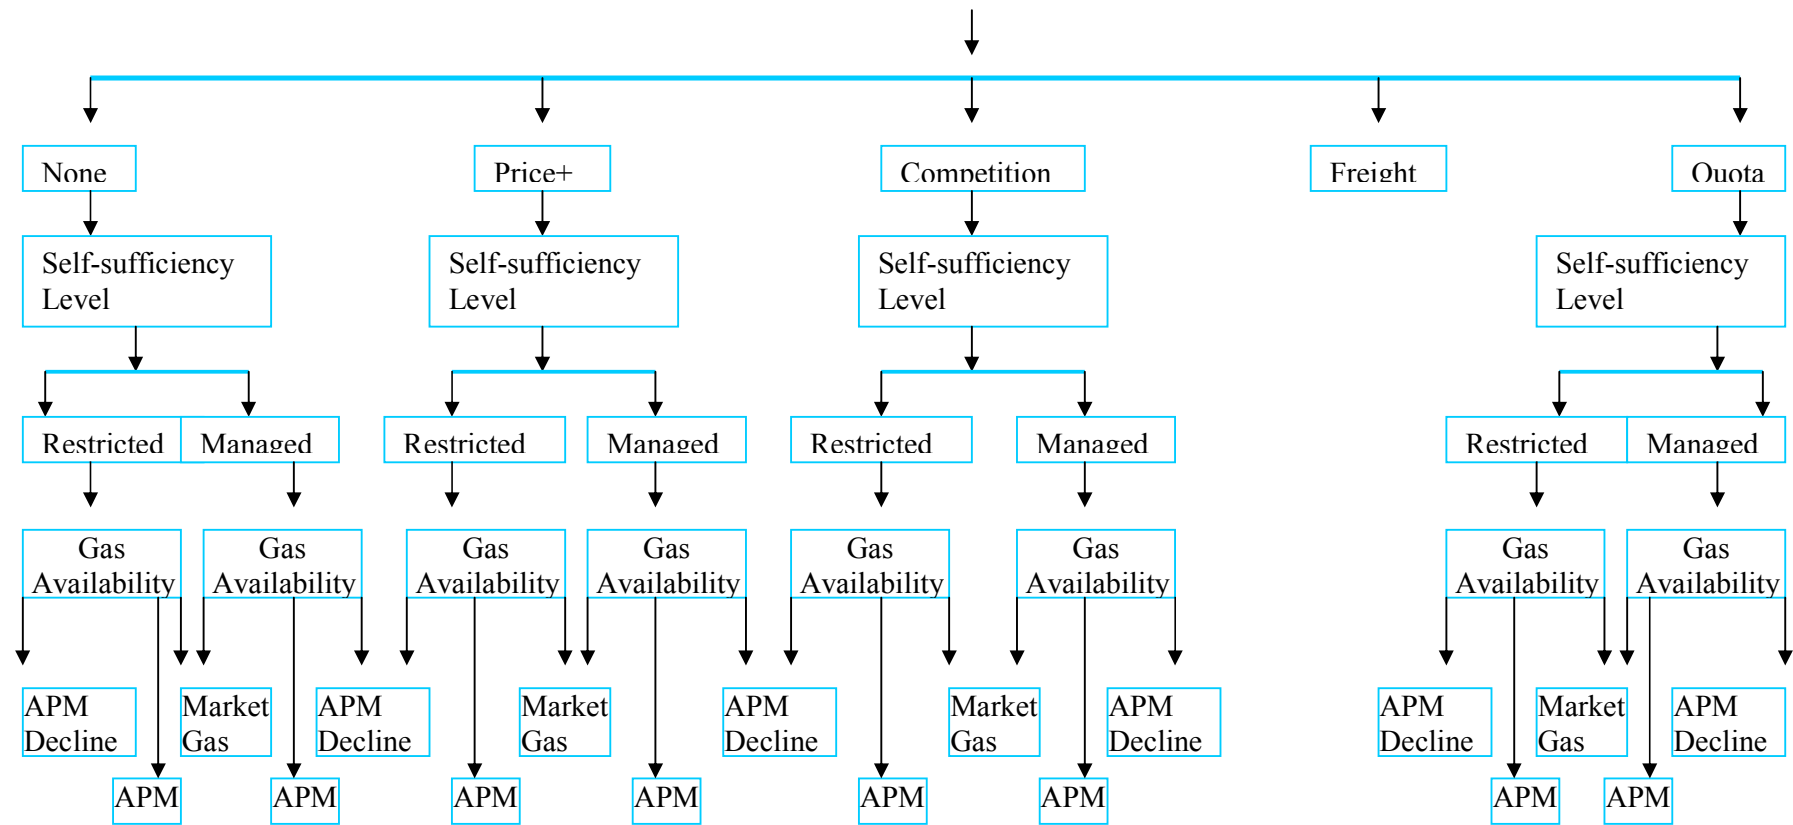 None
Price+
Competition
Freight
Quota
Self-sufficiency
Level
Self-sufficiency
Level
Self-sufficiency
Level
Self-sufficiency
Level
Restricted
Managed
Restricted
Managed
Restricted
Managed
Restricted
Managed
Gas
Availability
Gas
Availability
Gas
Availability
Gas
Availability
Gas
Availability
Gas
Availability
Gas
Availability
Gas
Availability
APM
Decline
Market
Gas
APM
Decline
Market
Gas
APM
Decline
Market
Gas
APM
Decline
APM
Decline
Market
Gas
APM
Decline
APM
APM
APM
APM
APM
APM
APM
APM